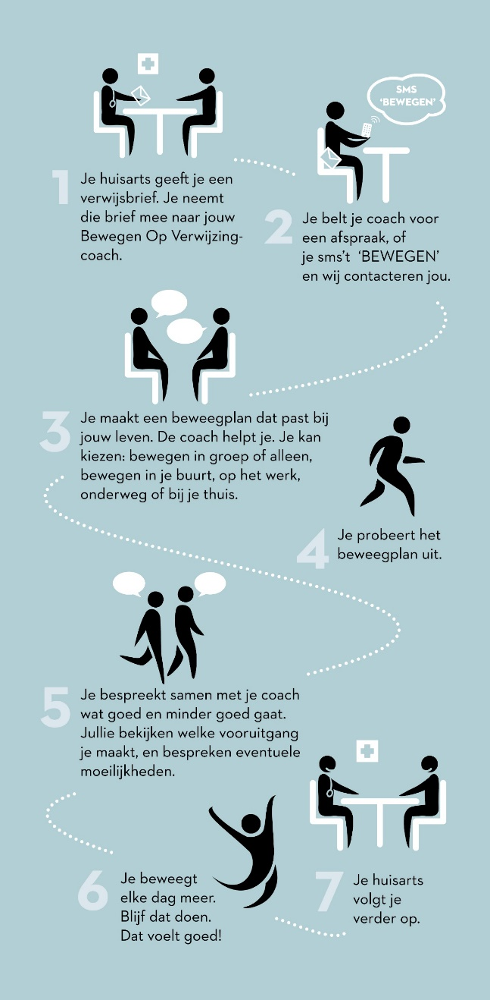 1
Je huisarts geeft je een
verwijsbrief. Je neemt
die brief mee naar jouw
Bewegen Op Verwijzing-
coach.
SMS
‘BEWEGEN’
2
Je belt je coach voor
een afspraak, of
je sms’t ‘BEWEGEN’
en wij contacteren jou.
3
Je maakt een beweegplan dat past bij
jouw leven. De coach helpt je. Je kan
kiezen: bewegen in groep of alleen,
bewegen in je buurt, op het werk,
onderweg of bij je thuis.
4
Je probeert het
beweegplan uit.
5
Je bespreekt samen met je coach
wat goed en minder goed gaat.
Jullie bekijken welke vooruitgang
je maakt, en bespreken eventuele
moeilijkheden.
6
Je beweegt
elke dag meer.
Blijf dat doen.
Dat voelt goed!
7
Je huisarts
volgt je
verder op.